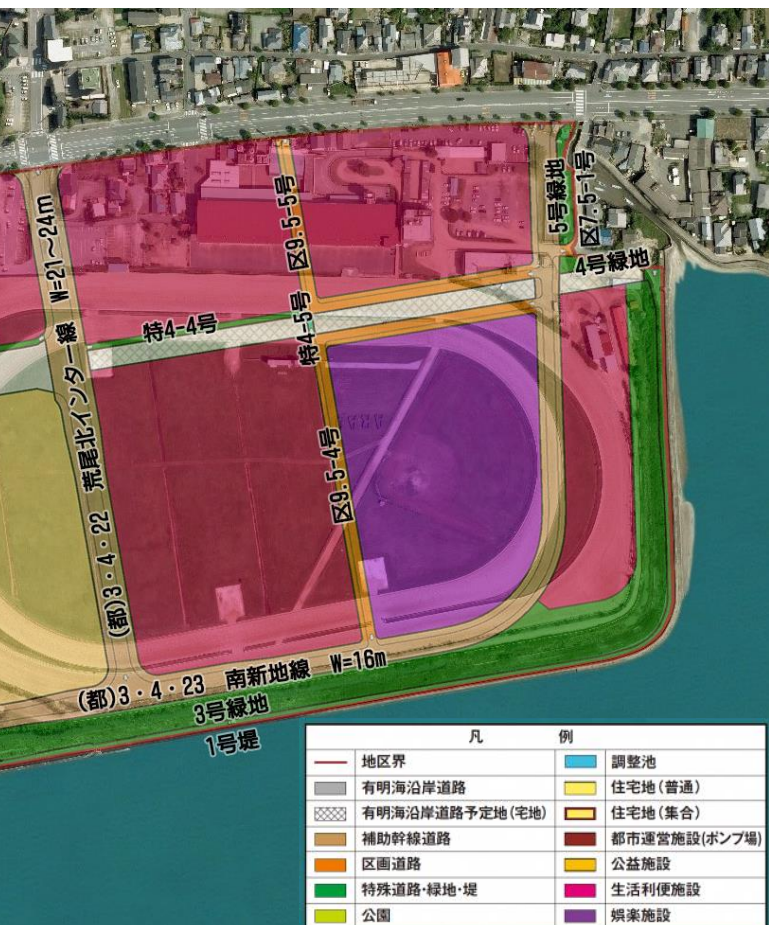 5号緑地
区7.5-1号
区9.5-5号
4号緑地
(都)3・4・22 荒尾北インター線 W=21~24m
特4-4号
特4-5号
区9.5-4号
(都)3・4・23 南新地線 W=16m
3号緑地
1号堤
凡例
地区界
調整池
有明海沿岸道路
住宅地(普通)
有明海沿岸道路予定地(宅地)
住宅地(集合)
補助幹線道路
都市運営施設(ポンプ場)
区画道路
公益施設
特殊道路・緑地・堤
生活利便施設
公園
娯楽施設